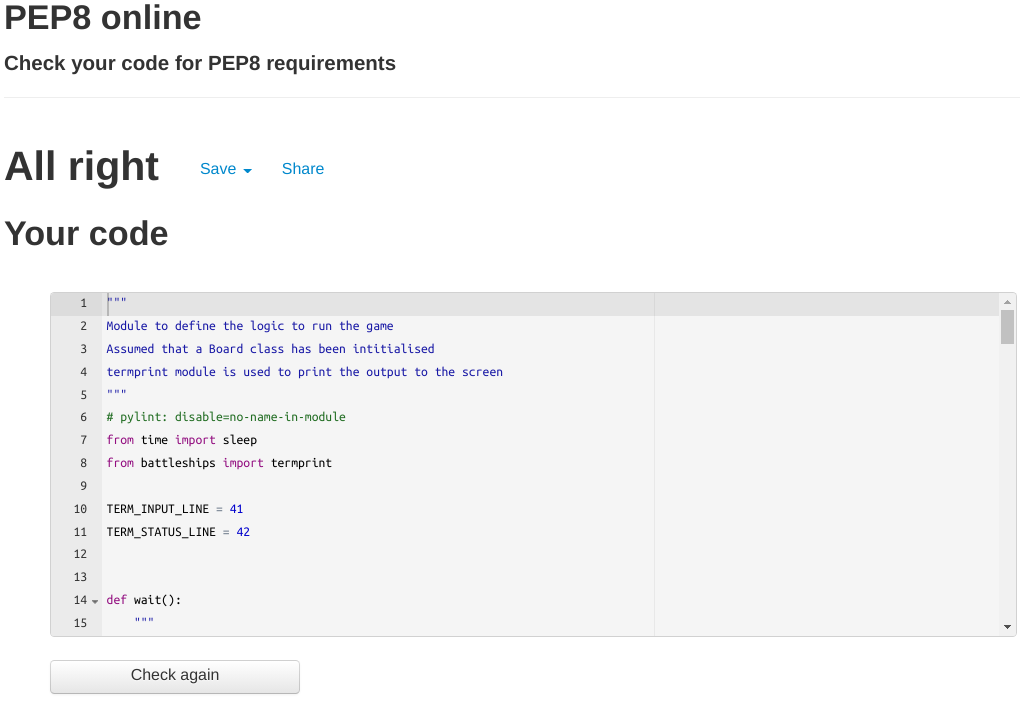 PEP8 online
Check your code for PEP8 requirements
All right Save Share
Your code
1 """
2 Module to define the logic to run the game
3 Assumed that a Board class has been intitialised
4 termprint module is used to print the output to the screen
5 """
6 # pylint: disable=no-name-in-module
7 from time import sleep
8 from battleships import termprint
9
10 TERM_INPUT_LINE = 41
11 TERM_STATUS_LINE = 42
12
13
14 def wait():
15 """
Check again